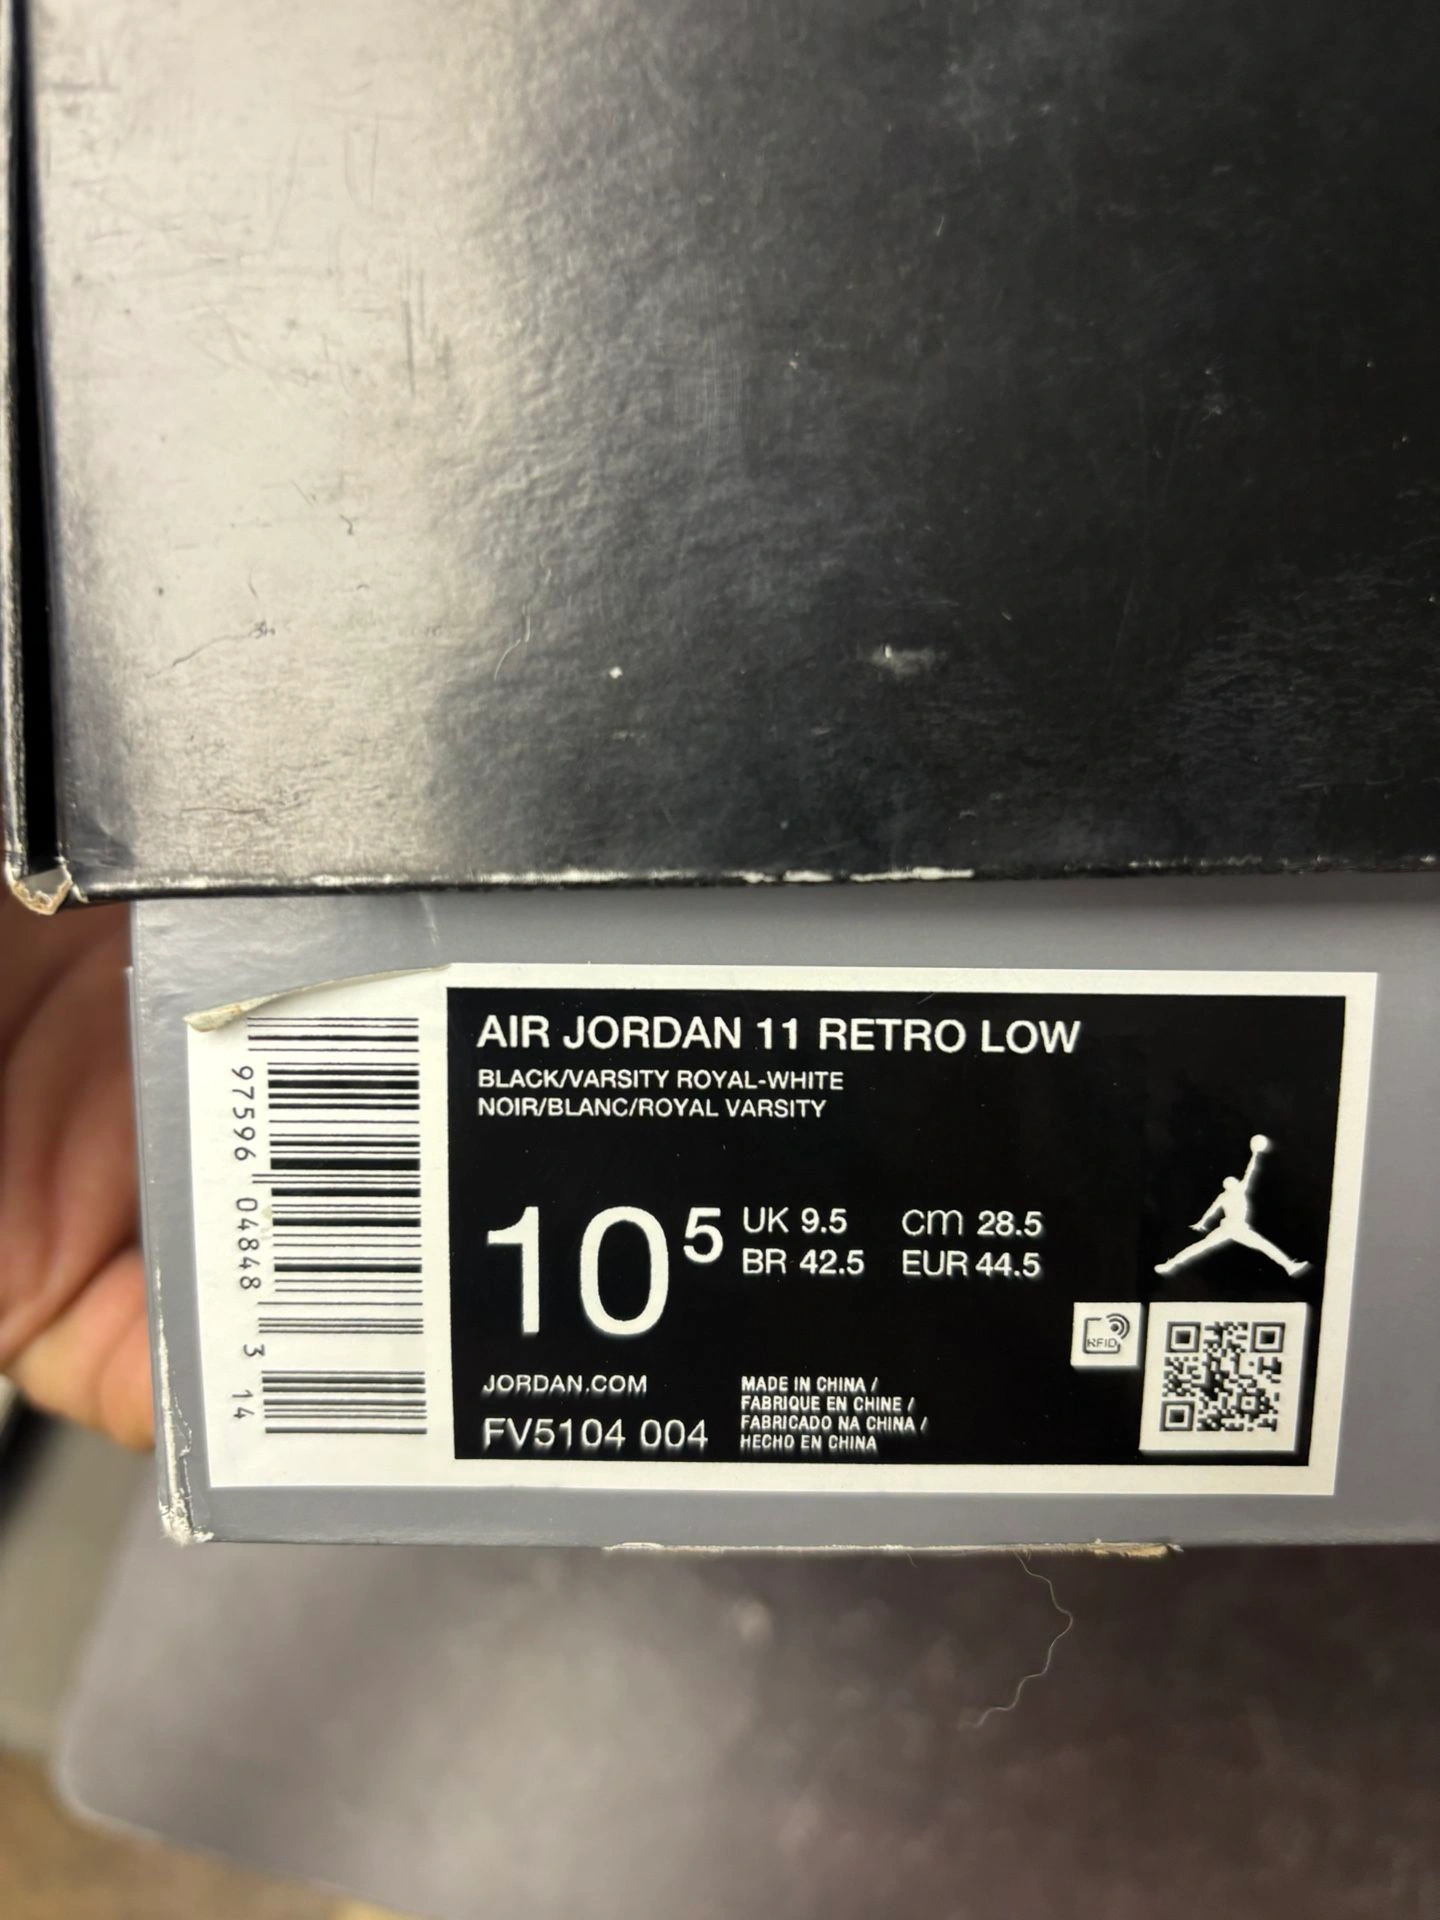 AIR JORDAN 11 RETRO LOW
BLACK/VARSITY ROYAL-WHITE
NOIR/BLANC/ROYAL VARSITY
10 5
UK 9.5 cm 28.5
BR 42.5 EUR 44.5
RFID
JORDAN.COM
FV5104 004
MADE IN CHINA /
FABRIQUE EN CHINE /
FABRICADO NA CHINA /
HECHO EN CHINA
97596 04848 3 14